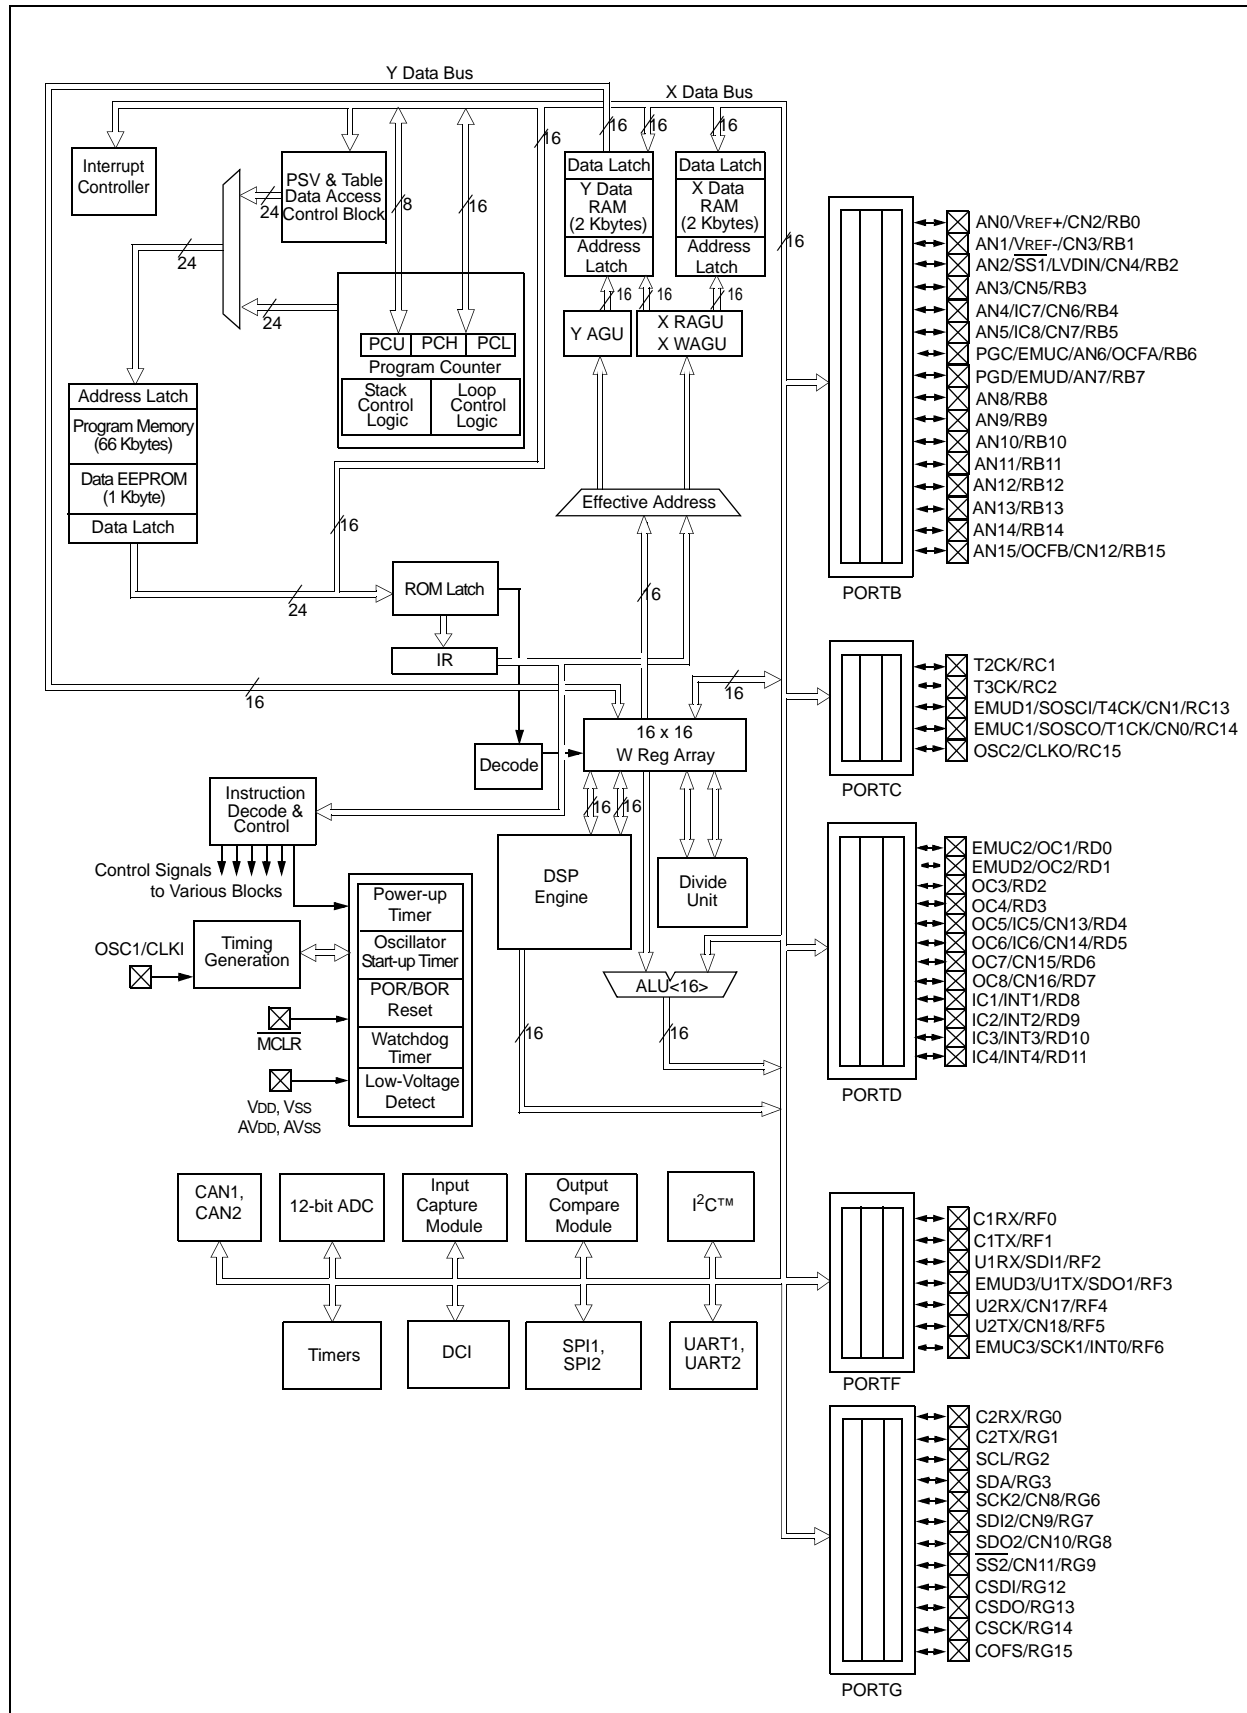 Y Data Bus
X Data Bus
16
16
16
16
Interrupt
Controller
PSV & Table
Data Access
Control Block
24
8
16
Data Latch
Y Data
RAM
(2 Kbytes)
Address
Latch
Data Latch
X Data
RAM
(2 Kbytes)
Address
Latch
16
24
24
16
16
16
Y AGU
X RAGU
X WAGU
PCU
PCH
PCL
Program Counter
Stack
Control
Logic
Loop
Control
Logic
Address Latch
Program Memory
(66 Kbytes)
Data EEPROM
(1 Kbyte)
Data Latch
Effective Address
16
24
ROM Latch
16
IR
16
16
16 x 16
W Reg Array
Decode
Instruction
Decode &
Control
16
16
Control Signals
to Various Blocks
DSP
Engine
Divide
Unit
Power-up
Timer
Oscillator
Start-up Timer
POR/BOR
Reset
Watchdog
Timer
Low-Voltage
Detect
OSC1/CLKI
Timing
Generation
MCLR
VDD, VSS
AVDD, AVSS
ALU<16>
16
16
CAN1,
CAN2
12-bit ADC
Input
Capture
Module
Output
Compare
Module
I2C™
Timers
DCI
SPI1,
SPI2
UART1,
UART2
AN0/VREF+/CN2/RB0
AN1/VREF-/CN3/RB1
AN2/SS1/LVDIN/CN4/RB2
AN3/CN5/RB3
AN4/IC7/CN6/RB4
AN5/IC8/CN7/RB5
PGC/EMUC/AN6/OCFA/RB6
PGD/EMUD/AN7/RB7
AN8/RB8
AN9/RB9
AN10/RB10
AN11/RB11
AN12/RB12
AN13/RB13
AN14/RB14
AN15/OCFB/CN12/RB15
PORTB
T2CK/RC1
T3CK/RC2
EMUD1/SOSCI/T4CK/CN1/RC13
EMUC1/SOSCO/T1CK/CN0/RC14
OSC2/CLKO/RC15
PORTC
EMUC2/OC1/RD0
EMUD2/OC2/RD1
OC3/RD2
OC4/RD3
OC5/IC5/CN13/RD4
OC6/IC6/CN14/RD5
OC7/CN15/RD6
OC8/CN16/RD7
IC1/INT1/RD8
IC2/INT2/RD9
IC3/INT3/RD10
IC4/INT4/RD11
PORTD
C1RX/RF0
C1TX/RF1
U1RX/SDI1/RF2
EMUD3/U1TX/SDO1/RF3
U2RX/CN17/RF4
U2TX/CN18/RF5
EMUC3/SCK1/INT0/RF6
PORTF
C2RX/RG0
C2TX/RG1
SCL/RG2
SDA/RG3
SCK2/CN8/RG6
SDI2/CN9/RG7
SDO2/CN10/RG8
SS2/CN11/RG9
CSDI/RG12
CSDO/RG13
CSCK/RG14
COFS/RG15
PORTG